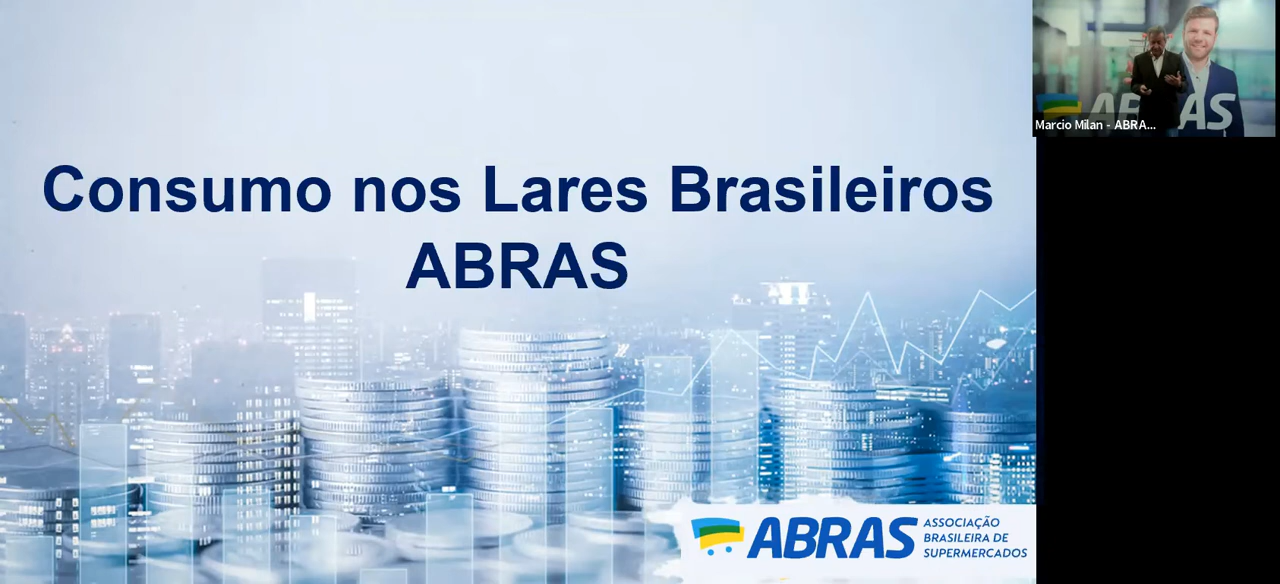 Consumo nos Lares Brasileiros
ABRAS
ABRAS
Marcio Milan - ABRA...
ABRAS
ASSOCIAÇÃO
BRASILEIRA DE
SUPERMERCADOS